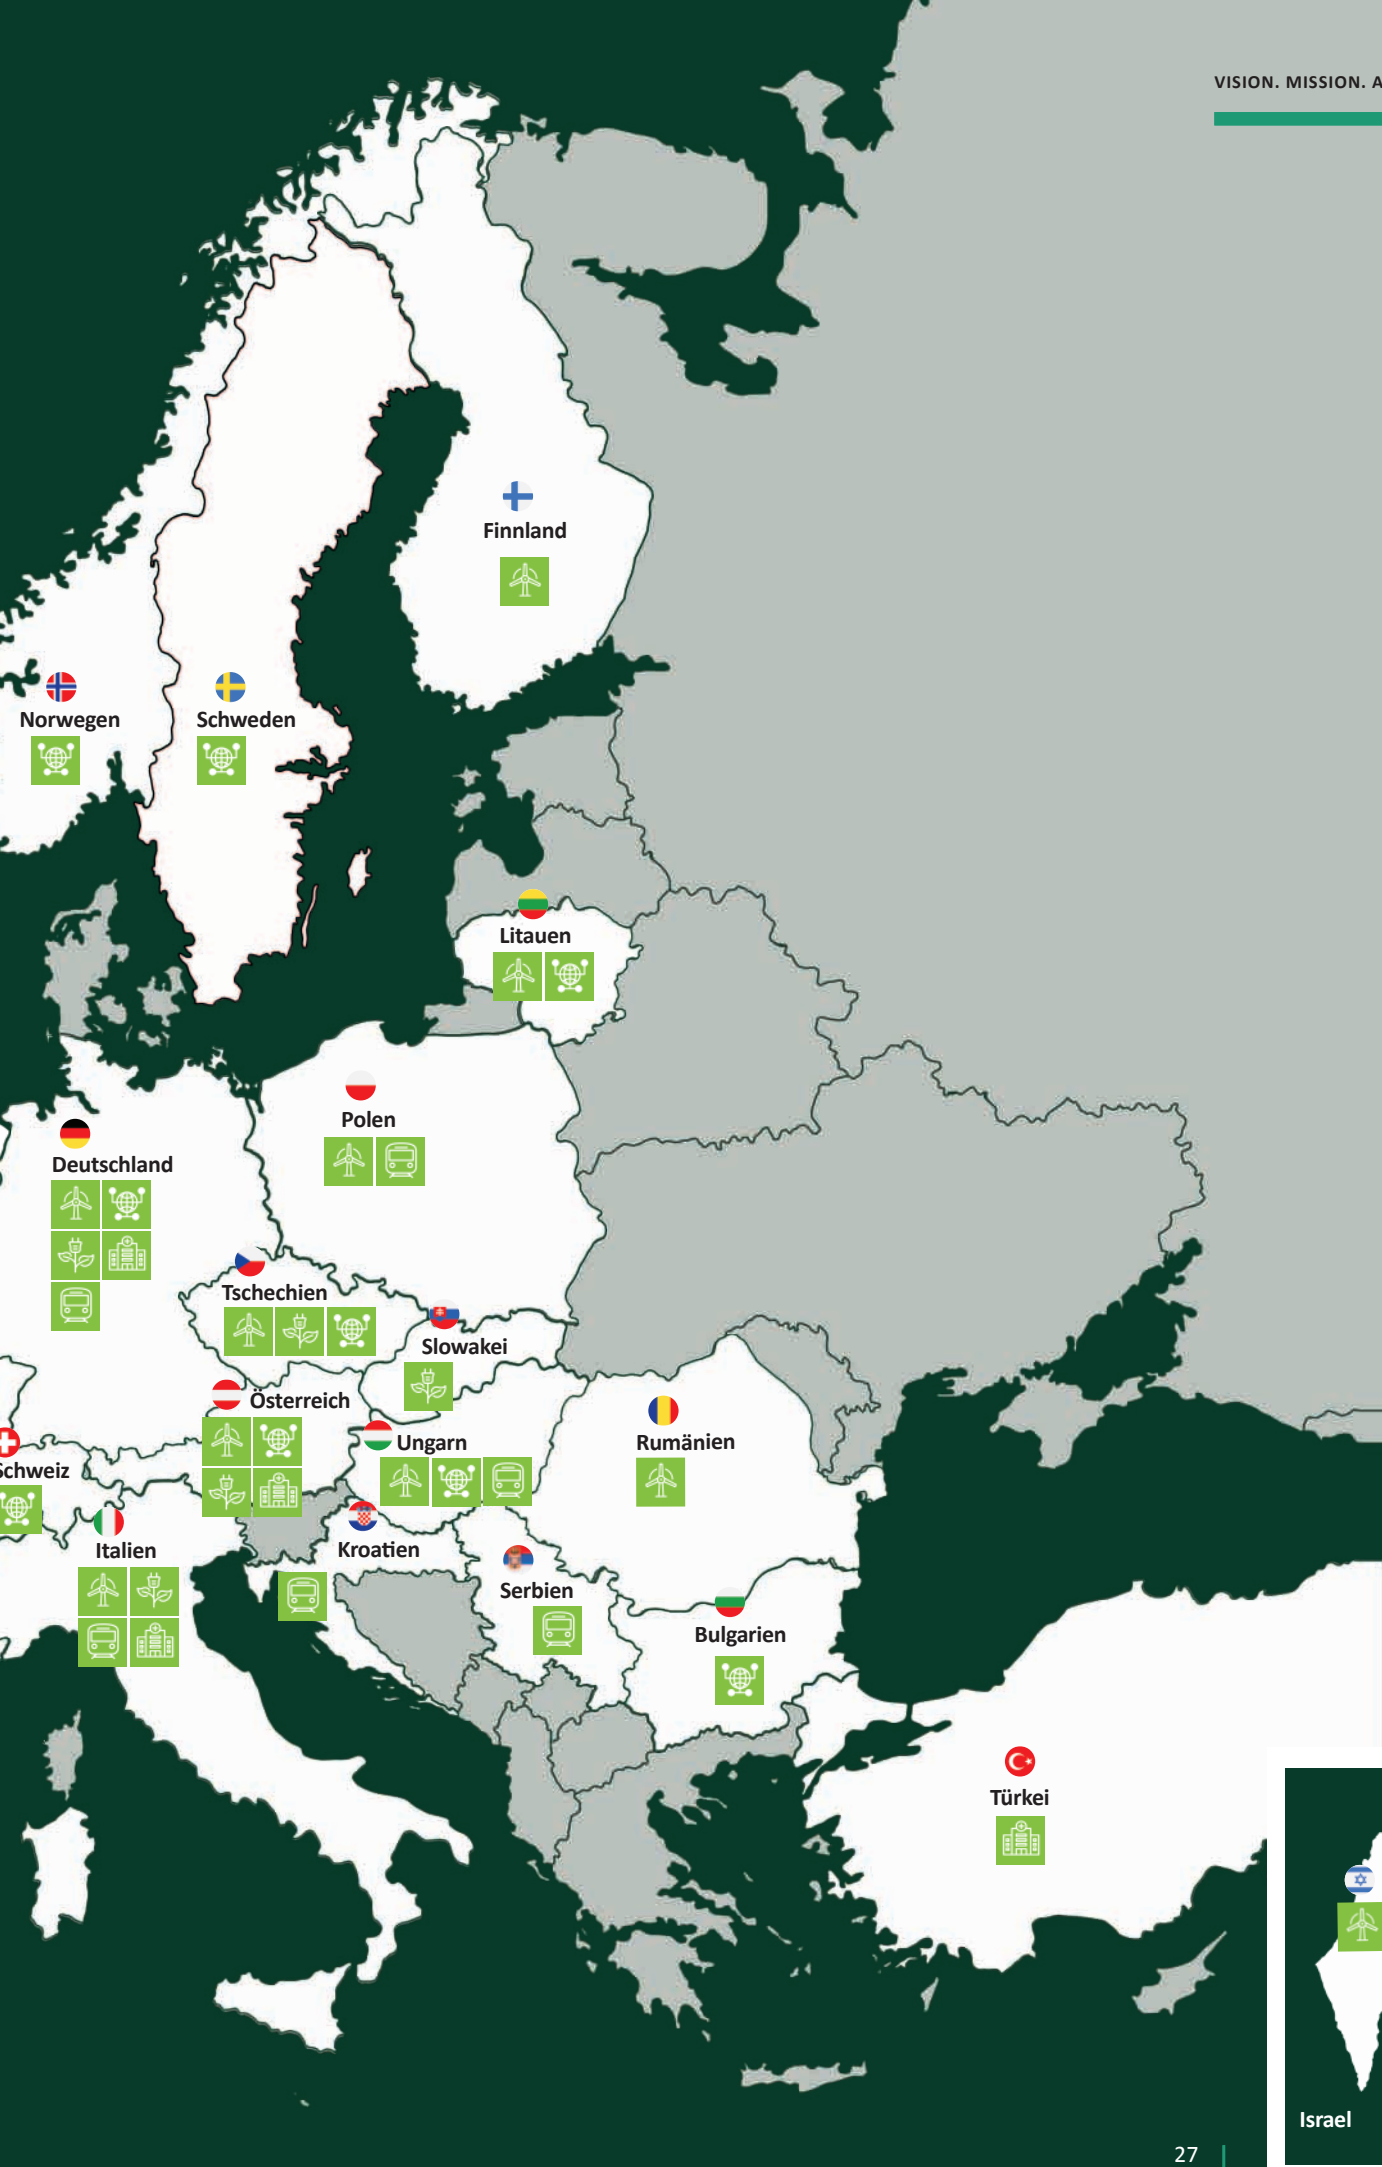 VISION. MISSION. A
Finnland
Norwegen
Schweden
Litauen
Polen
Deutschland
Tschechien
Slowakei
Österreich
Ungarn
Rumänien
Schweiz
Italien
Kroatien
Serbien
Bulgarien
Türkei
Israel
27